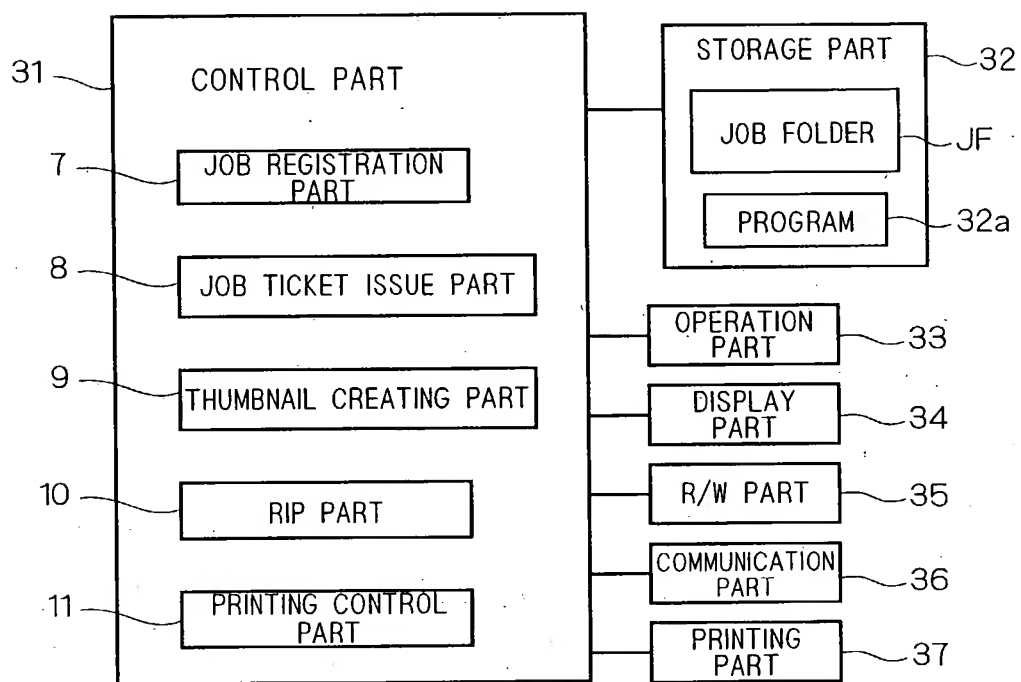 31
CONTROL PART
7
JOB REGISTRATION
PART
8
JOB TICKET ISSUE PART
9
THUMBNAIL CREATING PART
10
RIP PART
11
PRINTING CONTROL
PART
STORAGE PART
32
JOB FOLDER
JF
PROGRAM
32a
OPERATION
PART
33
DISPLAY
PART
34
R/W PART
35
COMMUNICATION
PART
36
PRINTING
PART
37